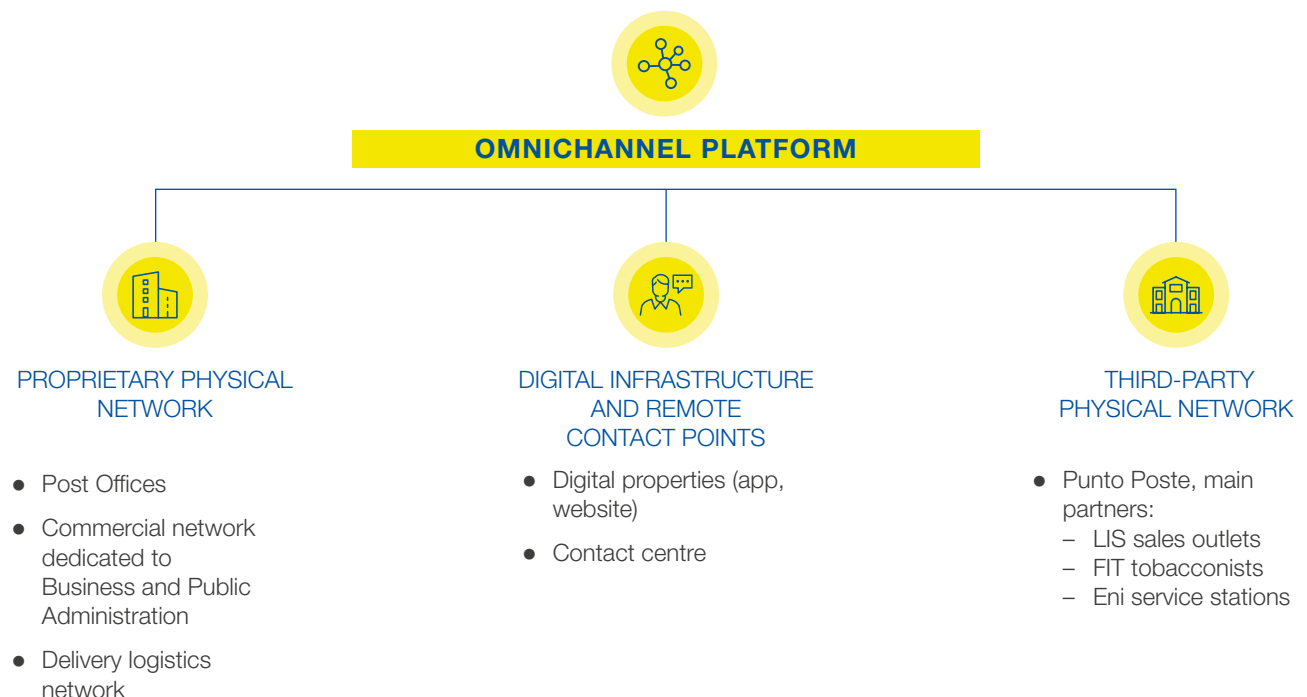 OMNICHANNEL PLATFORM
PROPRIETARY PHYSICAL
NETWORK
● Post Offices
● Commercial network
dedicated to
Business and Public
Administration
● Delivery logistics
network
DIGITAL INFRASTRUCTURE
AND REMOTE
CONTACT POINTS
● Digital properties (app,
website)
● Contact centre
THIRD-PARTY
PHYSICAL NETWORK
● Punto Poste, main
partners:
– LIS sales outlets
– FIT tobacconists
– Eni service stations